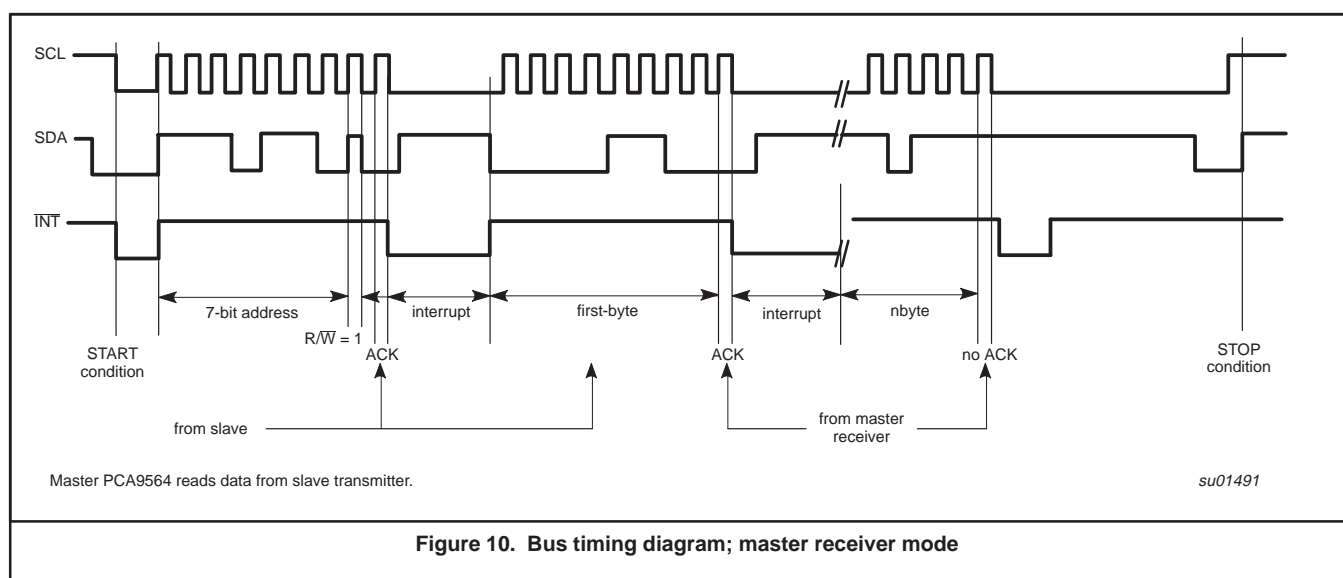 SCL
SDA
INT
7-bit address
interrupt
first-byte
interrupt
nbyte
R/W = 1
START
condition
ACK
ACK
no ACK
STOP
condition
from slave
from master
receiver
Master PCA9564 reads data from slave transmitter.
su01491
Figure 10. Bus timing diagram; master receiver mode